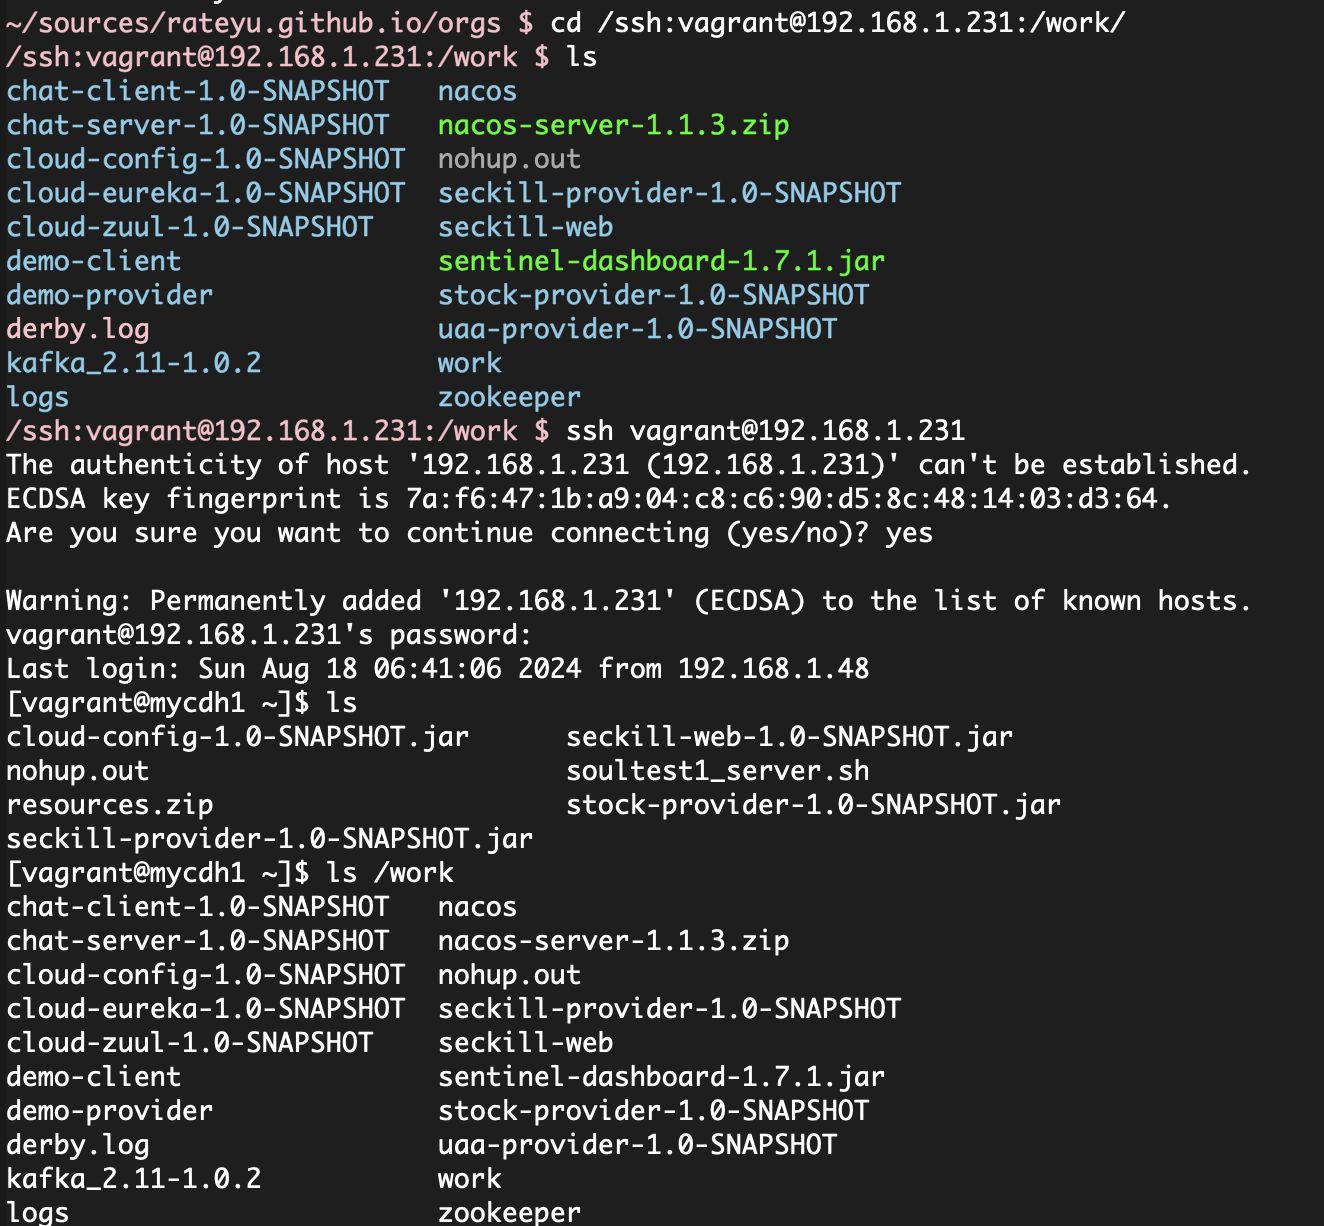 ~/sources/rateyu.github.io/orgs $ cd /ssh:vagrant@192.168.1.231:/work/
/ssh:vagrant@192.168.1.231:/work $ ls
chat-client-1.0-SNAPSHOT   nacos
chat-server-1.0-SNAPSHOT   nacos-server-1.1.3.zip
cloud-config-1.0-SNAPSHOT  nohup.out
cloud-eureka-1.0-SNAPSHOT  seckill-provider-1.0-SNAPSHOT
cloud-zuul-1.0-SNAPSHOT    seckill-web
demo-client                sentinel-dashboard-1.7.1.jar
demo-provider              stock-provider-1.0-SNAPSHOT
derby.log                  uaa-provider-1.0-SNAPSHOT
kafka_2.11-1.0.2           work
logs                       zookeeper
/ssh:vagrant@192.168.1.231:/work $ ssh vagrant@192.168.1.231
The authenticity of host '192.168.1.231 (192.168.1.231)' can't be established.
ECDSA key fingerprint is 7a:f6:47:1b:a9:04:c8:c6:90:d5:8c:48:14:03:d3:64.
Are you sure you want to continue connecting (yes/no)? yes

Warning: Permanently added '192.168.1.231' (ECDSA) to the list of known hosts.
vagrant@192.168.1.231's password:
Last login: Sun Aug 18 06:41:06 2024 from 192.168.1.48
[vagrant@mycdh1 ~]$ ls
cloud-config-1.0-SNAPSHOT.jar      seckill-web-1.0-SNAPSHOT.jar
nohup.out                          soultest1_server.sh
resources.zip                      stock-provider-1.0-SNAPSHOT.jar
seckill-provider-1.0-SNAPSHOT.jar
[vagrant@mycdh1 ~]$ ls /work
chat-client-1.0-SNAPSHOT   nacos
chat-server-1.0-SNAPSHOT   nacos-server-1.1.3.zip
cloud-config-1.0-SNAPSHOT  nohup.out
cloud-eureka-1.0-SNAPSHOT  seckill-provider-1.0-SNAPSHOT
cloud-zuul-1.0-SNAPSHOT    seckill-web
demo-client                sentinel-dashboard-1.7.1.jar
demo-provider              stock-provider-1.0-SNAPSHOT
derby.log                  uaa-provider-1.0-SNAPSHOT
kafka_2.11-1.0.2           work
logs                       zookeeper